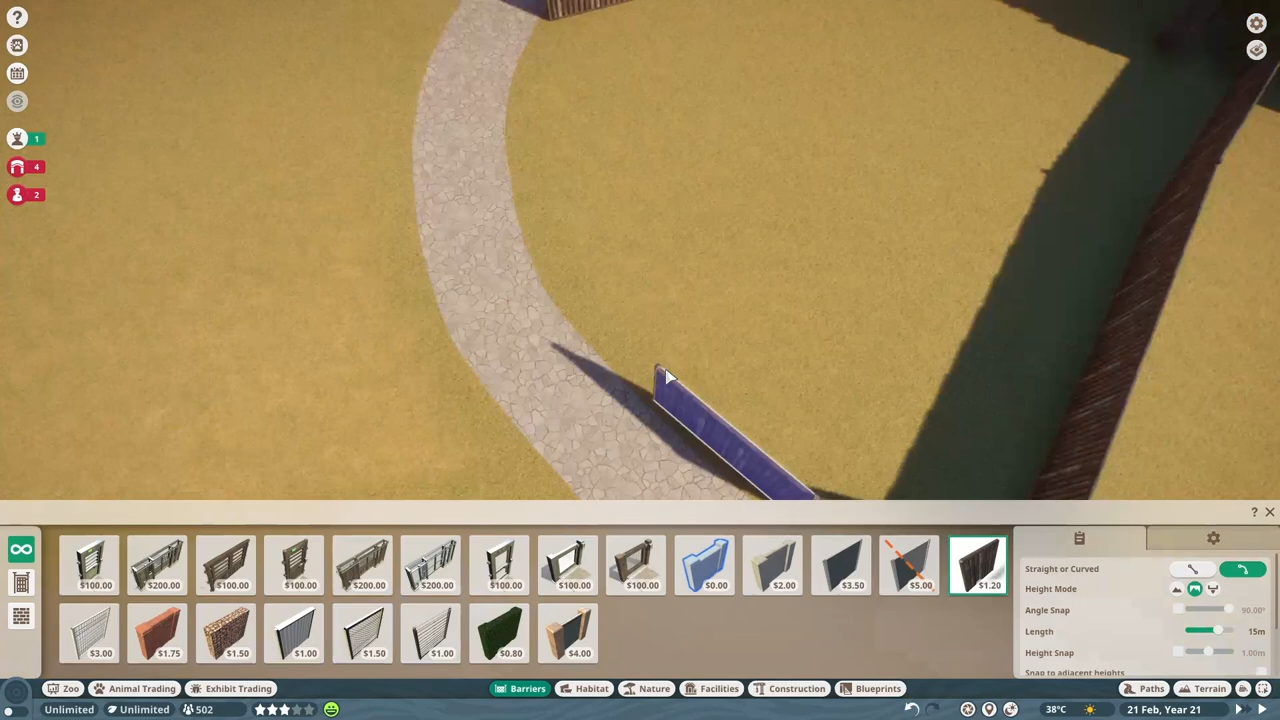 ?
1
4
2
?
$100.00
$200.00
$100.00
$100.00
$200.00
$200.00
$100.00
$100.00
$100.00
$0.00
$2.00
$3.50
$5.00
$1.20
$3.00
$1.75
$1.50
$1.00
$1.50
$1.00
$0.80
$4.00
Straight or Curved
Height Mode
Angle Snap 90.00°
Length 15m
Height Snap 1.00m
Snap to adjacent heights
Zoo
Animal Trading
Exhibit Trading
Barriers
Habitat
Nature
Facilities
Construction
Blueprints
Paths
Terrain
Unlimited
Unlimited
502
38°C
21 Feb, Year 21